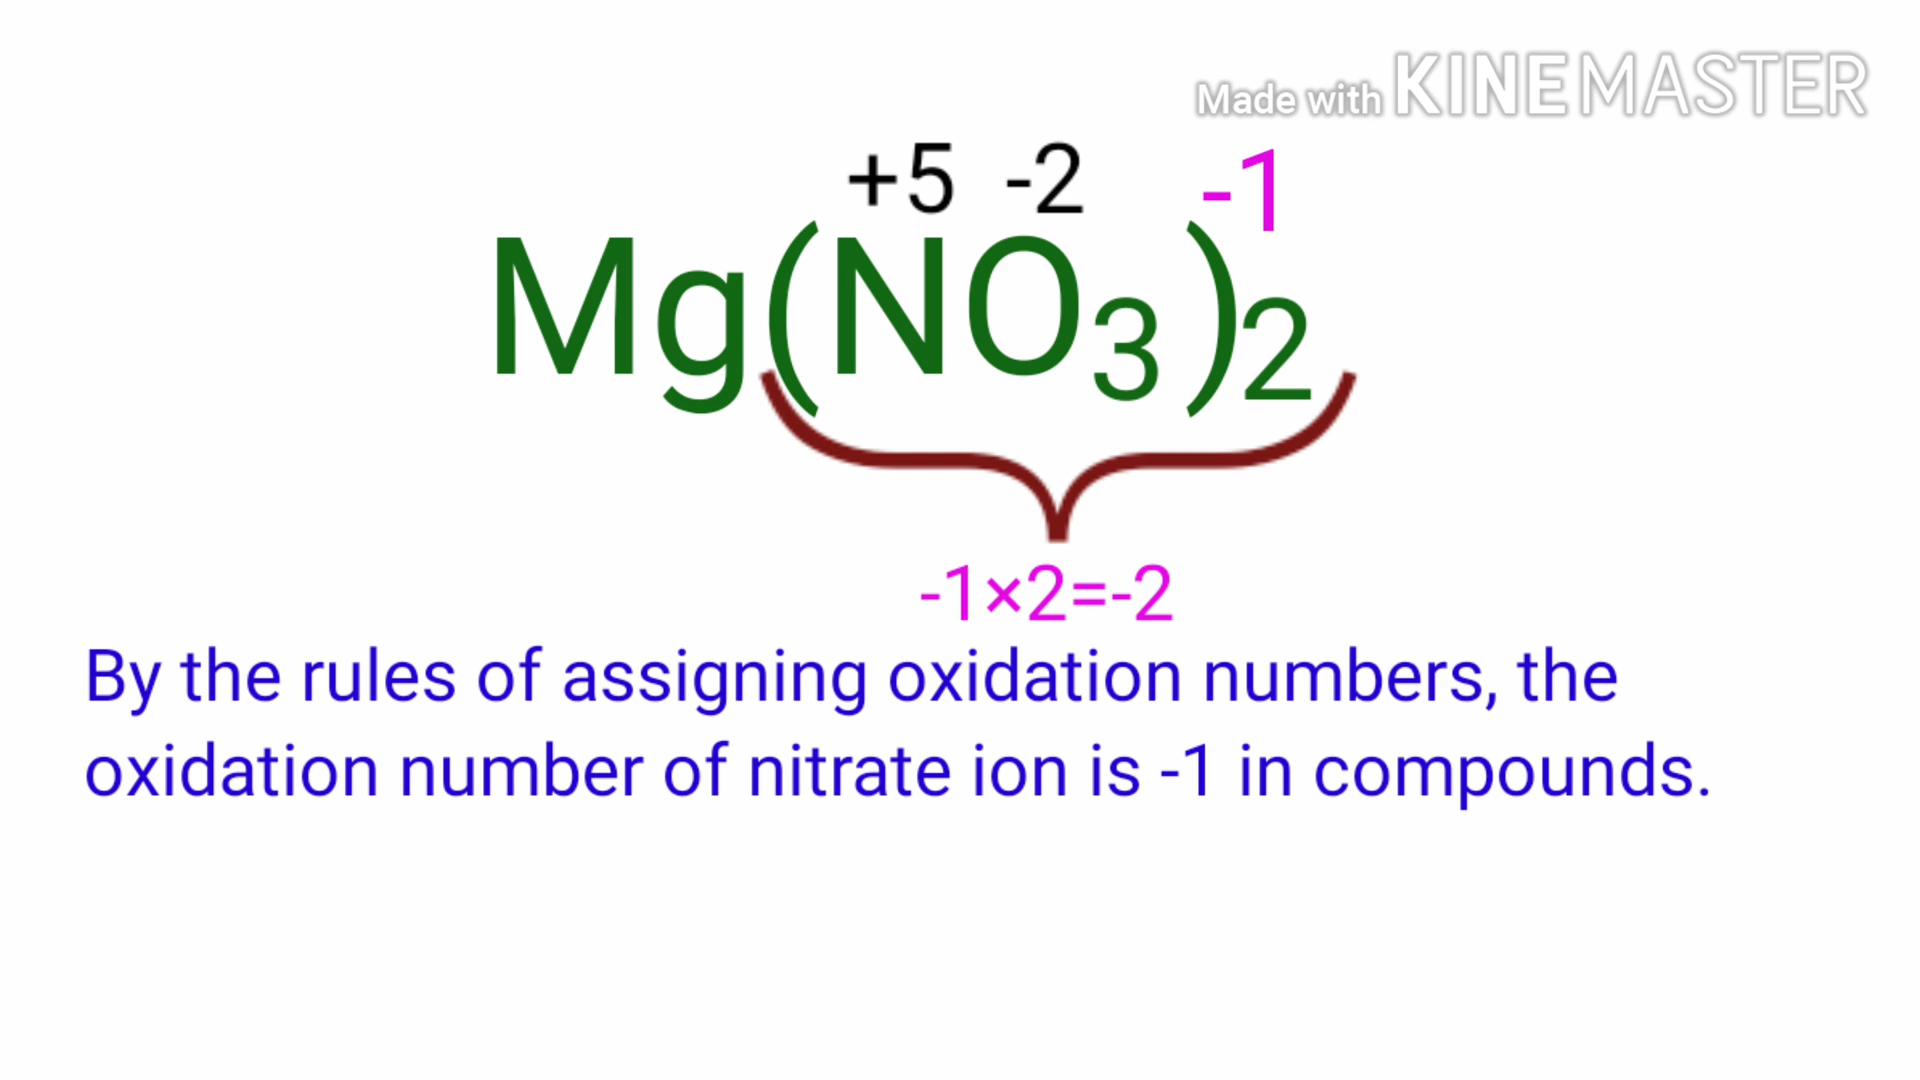 Made with KINEMASTER
+5 -2 -1
Mg(NO3)2
-1×2=-2
By the rules of assigning oxidation numbers, the
oxidation number of nitrate ion is -1 in compounds.